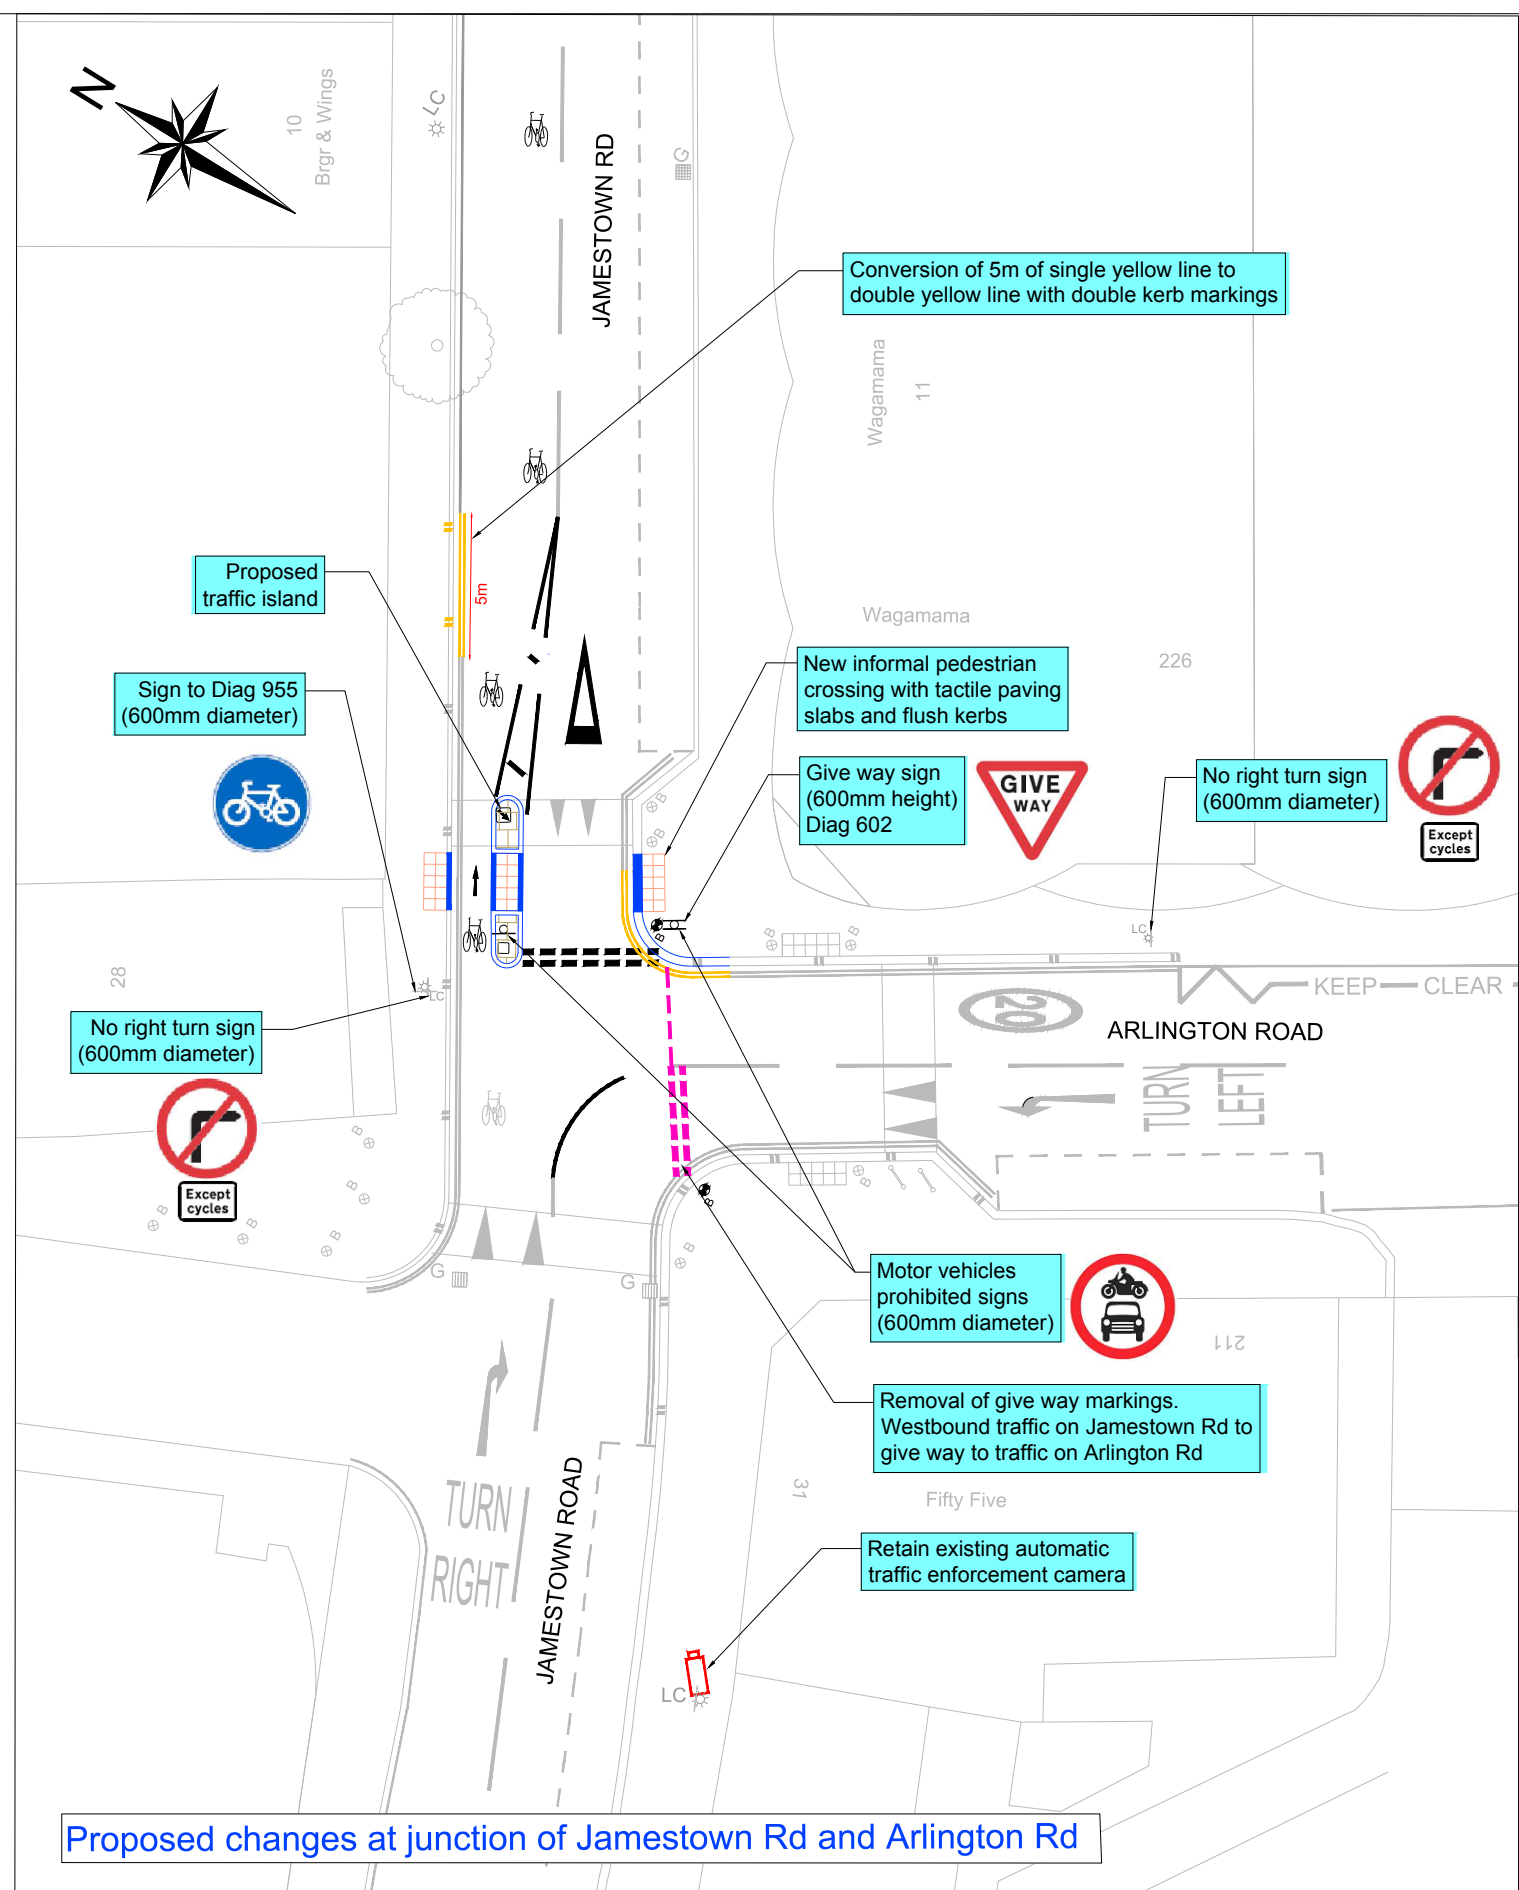 N
10
Brgr & Wings
LC
JAMESTOWN RD
G
Conversion of 5m of single yellow line to
double yellow line with double kerb markings
Wagamama
11
Proposed
traffic island
5m
Wagamama
226
Sign to Diag 955
(600mm diameter)
New informal pedestrian
crossing with tactile paving
slabs and flush kerbs
Give way sign
(600mm height)
Diag 602
GIVE
WAY
No right turn sign
(600mm diameter)
Except
cycles
B
B
B
B
B
LC
28
LC
KEEP
CLEAR
20
ARLINGTON ROAD
No right turn sign
(600mm diameter)
TURN
LEFT
Except
cycles
B
B
B
B
B
B
B
B
G
G
Motor vehicles
prohibited signs
(600mm diameter)
211
Removal of give way markings.
Westbound traffic on Jamestown Rd to
give way to traffic on Arlington Rd
TURN
RIGHT
JAMESTOWN ROAD
31
Fifty Five
Retain existing automatic
traffic enforcement camera
LC
Proposed changes at junction of Jamestown Rd and Arlington Rd